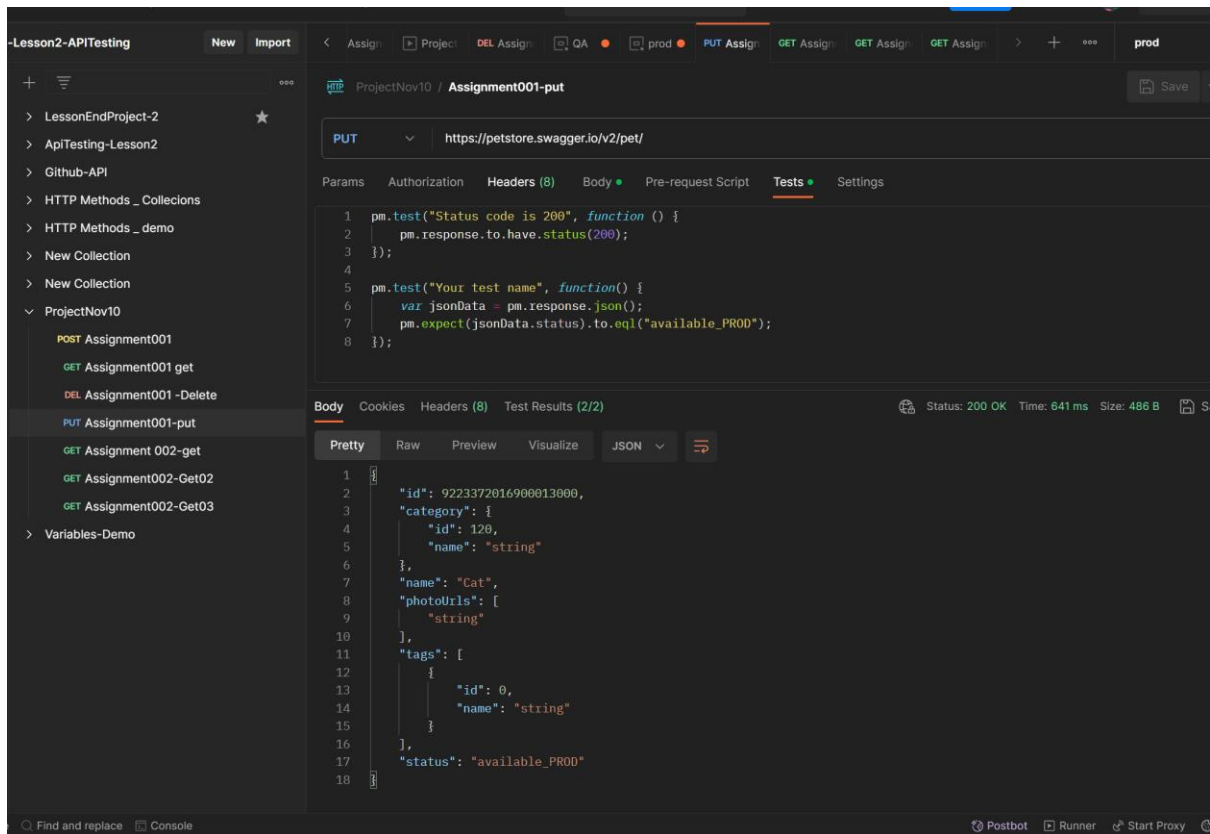 -Lesson2-APITesting New Import
Assign Project DEL Assign QA prod PUT Assign GET Assign GET Assign GET Assign prod
ProjectNov10 / Assignment001-put Save
LessonEndProject-2
ApiTesting-Lesson2
Github-API
HTTP Methods _ Collecions
HTTP Methods _ demo
New Collection
New Collection
ProjectNov10
POST Assignment001
GET Assignment001 get
DEL Assignment001 -Delete
PUT Assignment001-put
GET Assignment 002-get
GET Assignment002-Get02
GET Assignment002-Get03
Variables-Demo
PUT https://petstore.swagger.io/v2/pet/
Params Authorization Headers (8) Body Pre-request Script Tests Settings
1 pm.test("Status code is 200", function () {
2 pm.response.to.have.status(200);
3 });
4
5 pm.test("Your test name", function() {
6 var jsonData = pm.response.json();
7 pm.expect(jsonData.status).to.eql("available_PROD");
8 });
Body Cookies Headers (8) Test Results (2/2) Status: 200 OK Time: 641 ms Size: 486 B
Pretty Raw Preview Visualize JSON
1 {
2 "id": 9223372016900013000,
3 "category": {
4 "id": 120,
5 "name": "string"
6 },
7 "name": "Cat",
8 "photoUrls": [
9 "string"
10 ],
11 "tags": [
12 {
13 "id": 0,
14 "name": "string"
15 }
16 ],
17 "status": "available_PROD"
18 }
Find and replace Console Postbot Runner Start Proxy